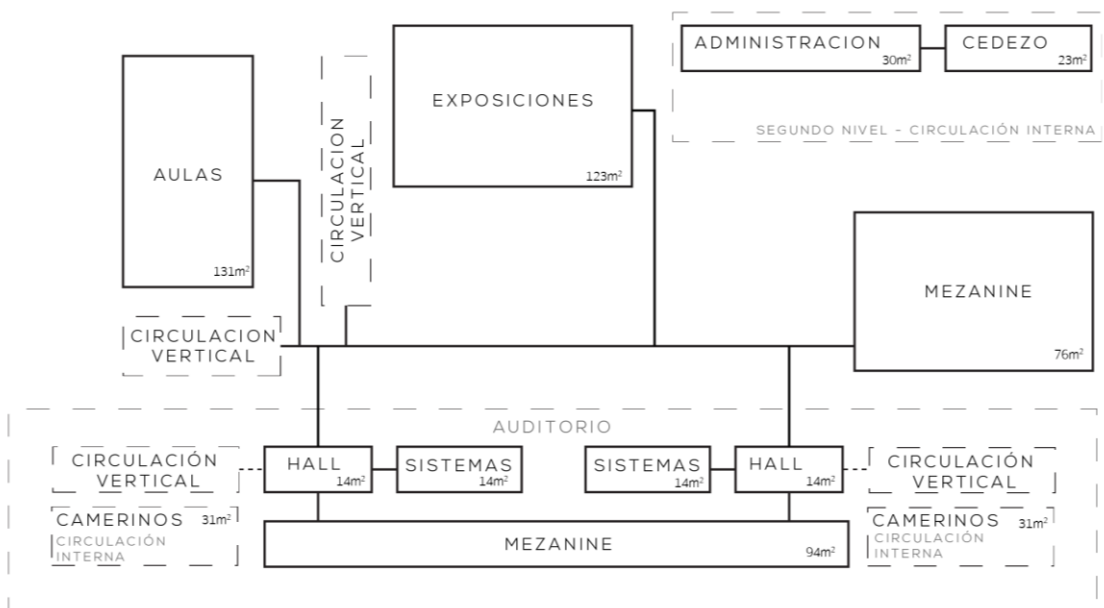 ADMINISTRACION
30m²
CEDEZO
23m²
SEGUNDO NIVEL - CIRCULACIÓN INTERNA
EXPOSICIONES
123m²
AULAS
131m²
CIRCULACION
VERTICAL
MEZANINE
76m²
CIRCULACION
VERTICAL
AUDITORIO
CIRCULACIÓN
VERTICAL
HALL
14m²
SISTEMAS
14m²
SISTEMAS
14m²
HALL
14m²
CIRCULACIÓN
VERTICAL
CAMERINOS 31m²
CIRCULACIÓN
INTERNA
MEZANINE
94m²
CAMERINOS 31m²
CIRCULACIÓN
INTERNA